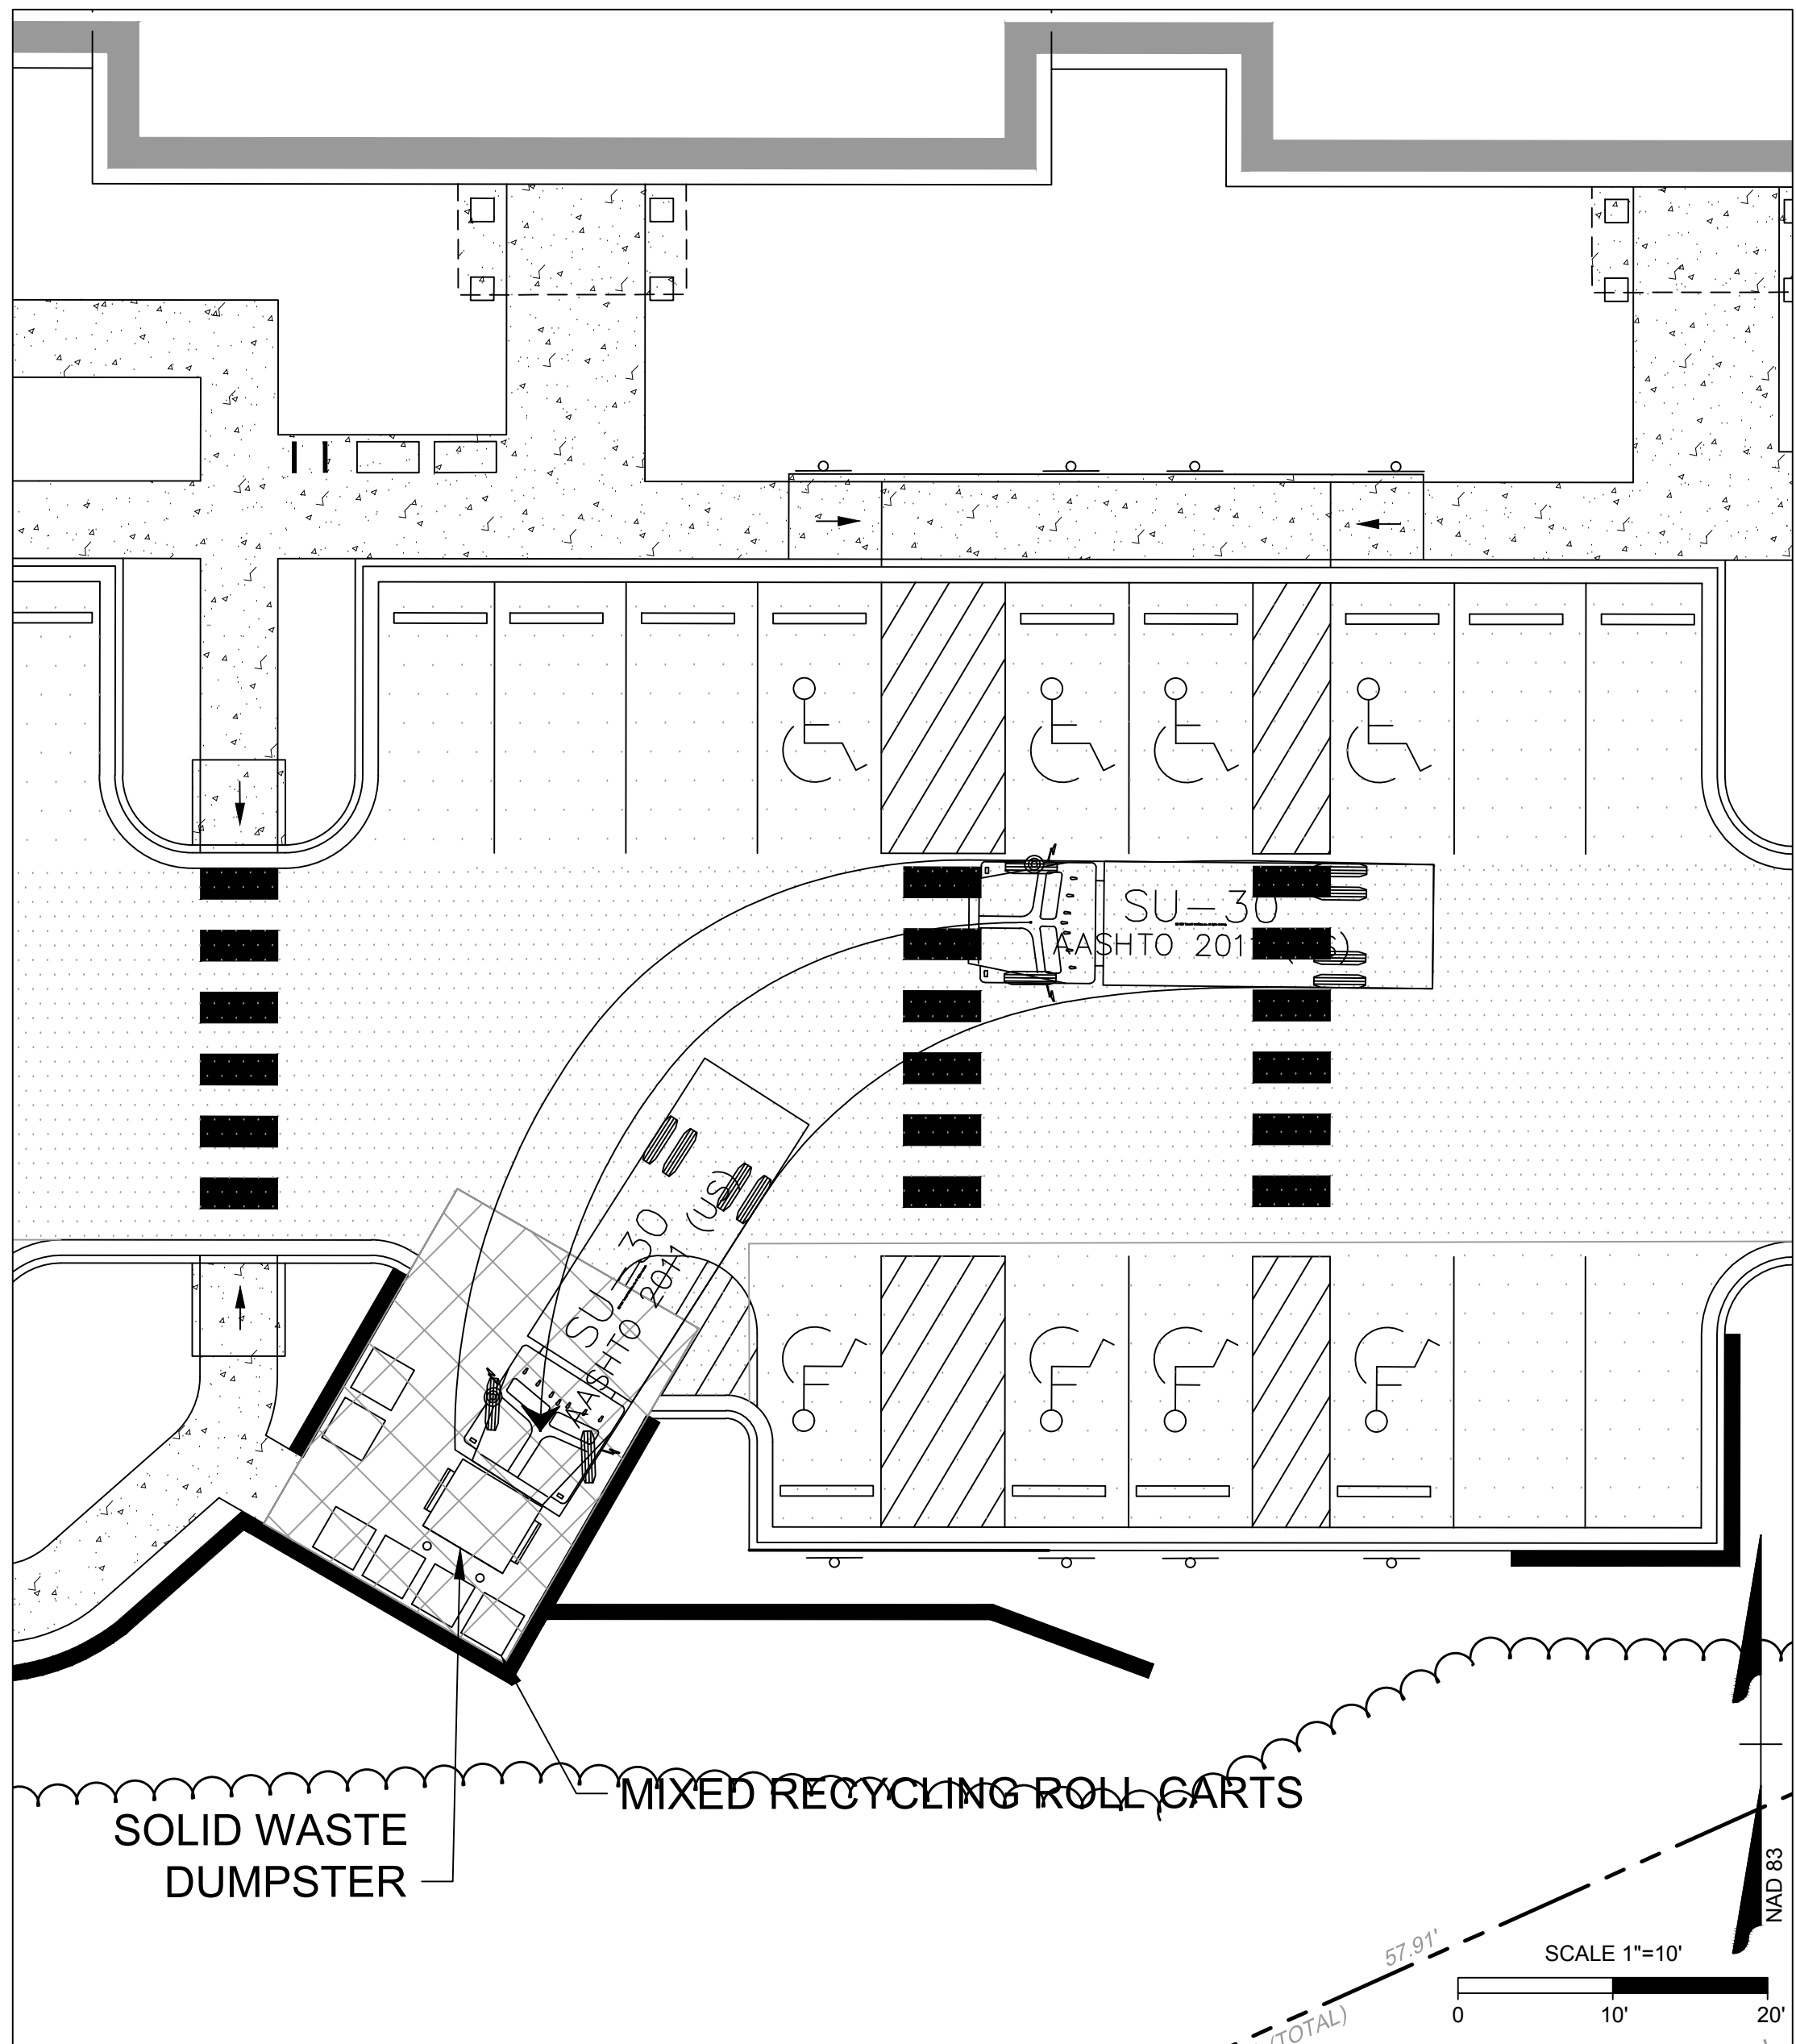 SU-30
AASHTO 2011 (US)
SU-30
AASHTO 2011 (US)
MIXED RECYCLING ROLL CARTS
SOLID WASTE
DUMPSTER
NAD 83
57.91'
SCALE 1"=10'
0 10' 20'
(TOTAL)